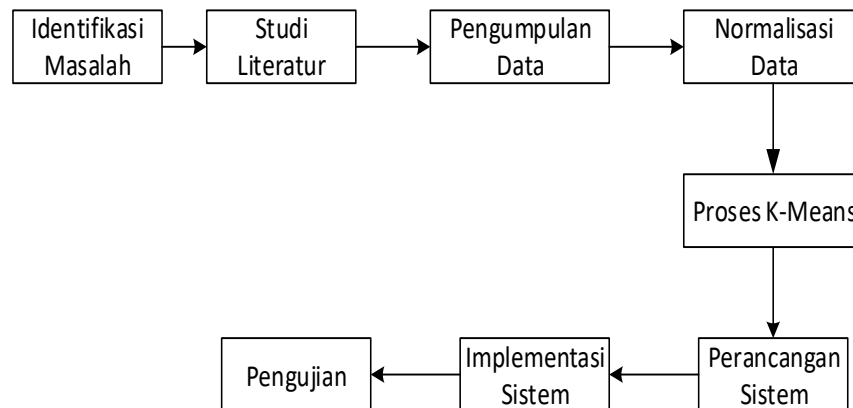 Identifikasi
Masalah
Studi
Literatur
Pengumpulan
Data
Normalisasi
Data
Proses K-Means
Perancangan
Sistem
Implementasi
Sistem
Pengujian